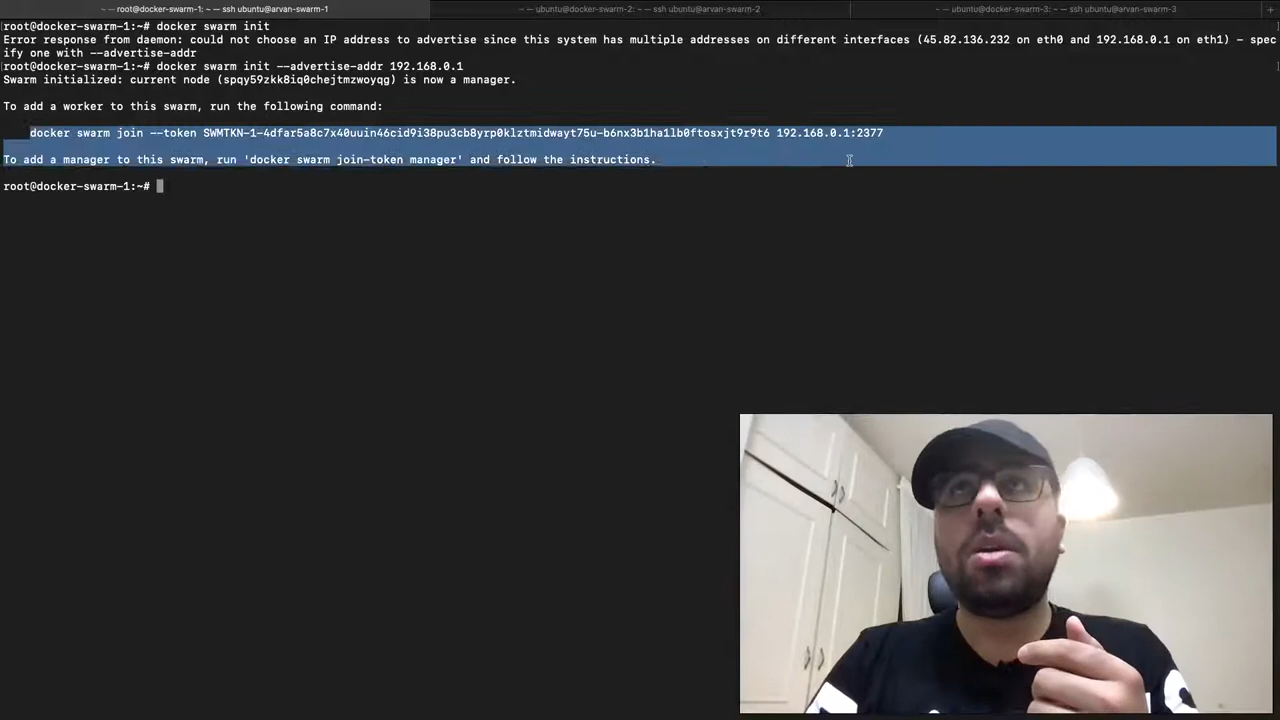 ~ — root@docker-swarm-1: ~ — ssh ubuntu@arvan-swarm-1
~ — ubuntu@docker-swarm-2: ~ — ssh ubuntu@arvan-swarm-2
~ — ubuntu@docker-swarm-3: ~ — ssh ubuntu@arvan-swarm-3
+
root@docker-swarm-1:~# docker swarm init
Error response from daemon: could not choose an IP address to advertise since this system has multiple addresses on different interfaces (45.82.136.232 on eth0 and 192.168.0.1 on eth1) - spec
ify one with --advertise-addr
root@docker-swarm-1:~# docker swarm init --advertise-addr 192.168.0.1
Swarm initialized: current node (spqy59zkk8iq0chejtmzwoyqg) is now a manager.
To add a worker to this swarm, run the following command:
docker swarm join --token SWMTKN-1-4dfar5a8c7x40uuin46cid9i38pu3cb8yrp0klztmidwayt75u-b6nx3b1ha1lb0ftosxjt9r9t6 192.168.0.1:2377
To add a manager to this swarm, run 'docker swarm join-token manager' and follow the instructions.
root@docker-swarm-1:~#